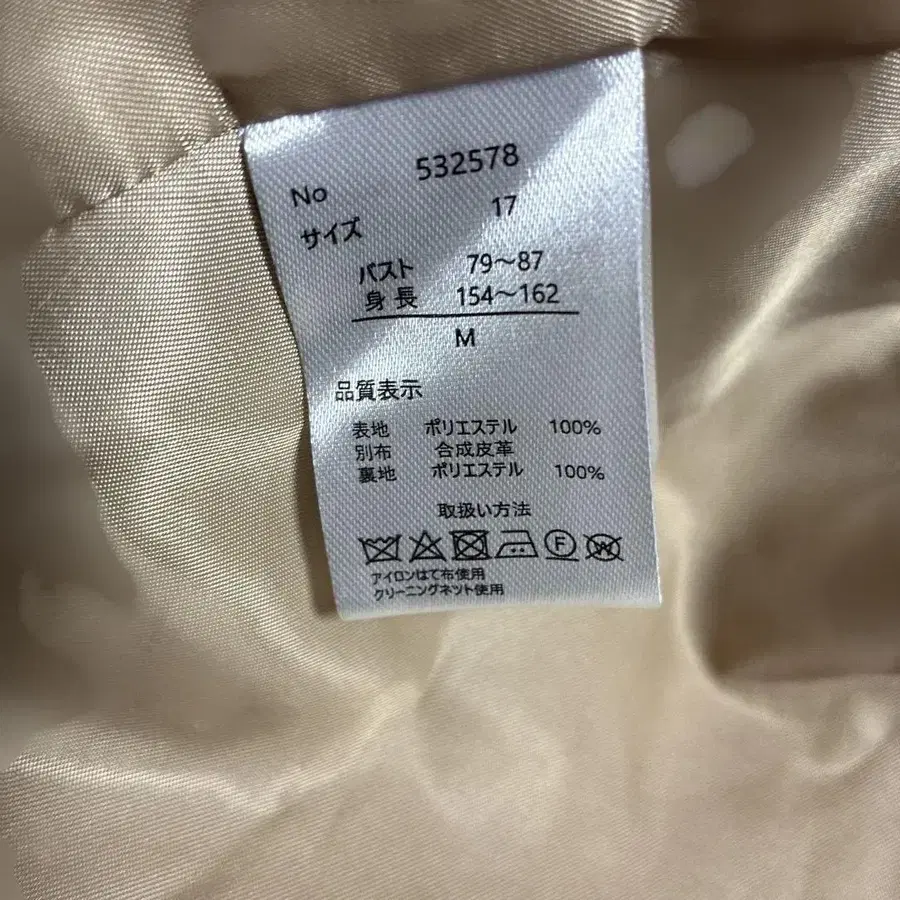 No 532578
サイズ 17
バスト 79～87
身長 154～162
M
品質表示
表地 ポリエステル 100%
別布 合成皮革
裏地 ポリエステル 100%
取扱い方法
F W
アイロンはて布使用
クリーニングネット使用